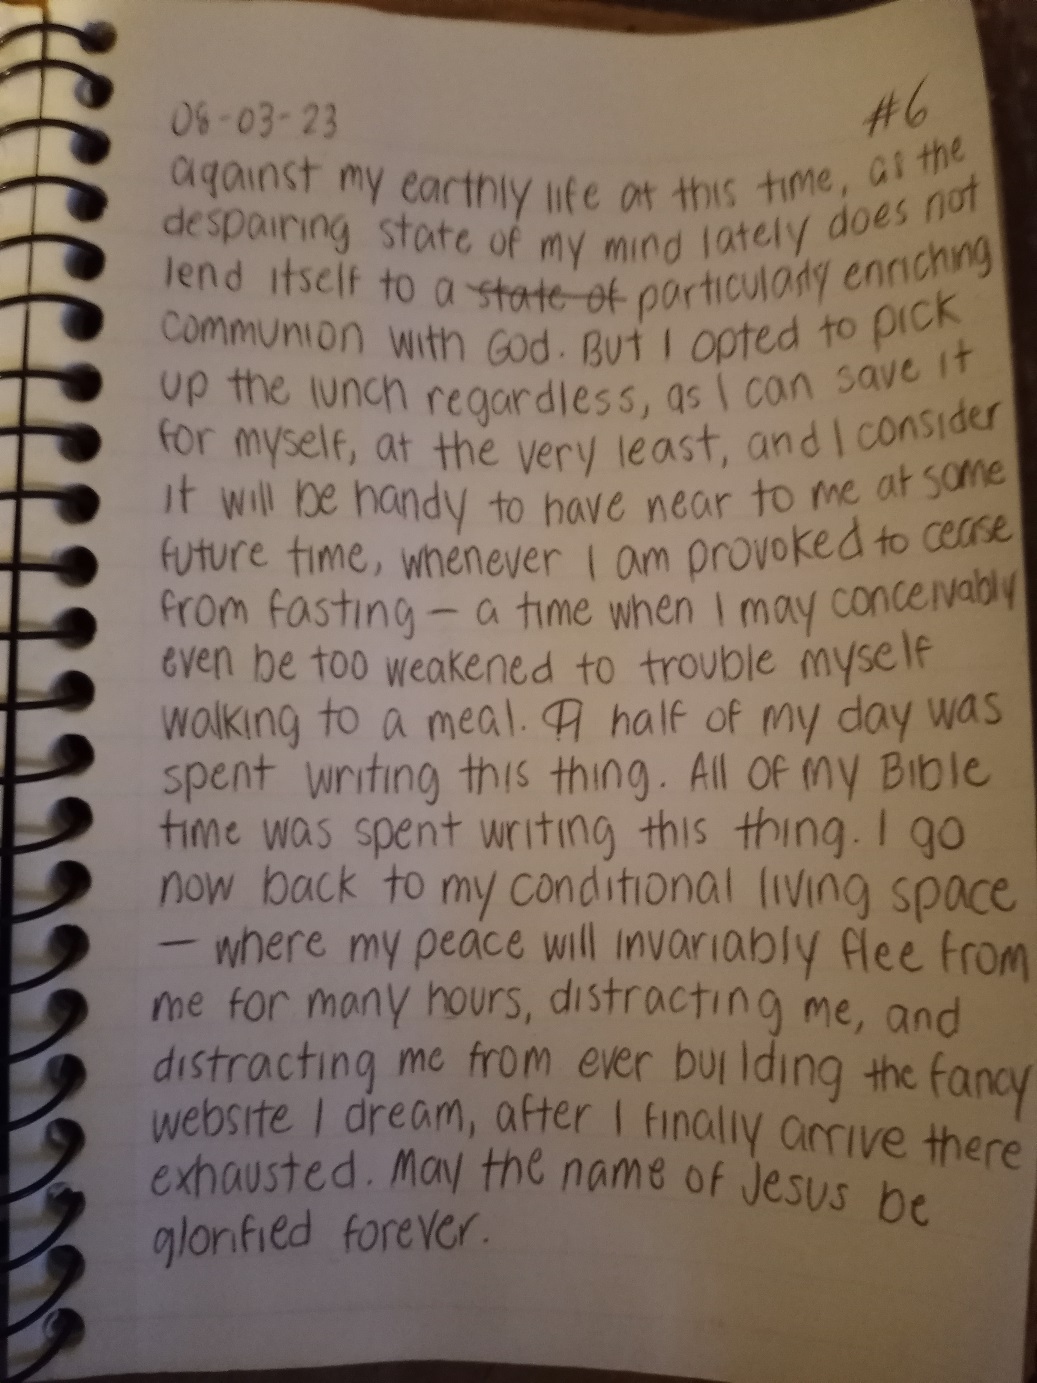 08-03-23
#6
against my earthly life at this time, as the
despairing state of my mind lately does not
lend itself to a state of particularly enriching
communion with God. But I opted to pick
up the lunch regardless, as I can save it
for myself, at the very least, and I consider
it will be handy to have near to me at some
future time, whenever I am provoked to cease
from fasting — a time when I may conceivably
even be too weakened to trouble myself
walking to a meal. A half of my day was
spent writing this thing. All of my Bible
time was spent writing this thing. I go
now back to my conditional living space
— where my peace will invariably flee from
me for many hours, distracting me, and
distracting me from ever building the fancy
website I dream, after I finally arrive there
exhausted. May the name of Jesus be
glorified forever.